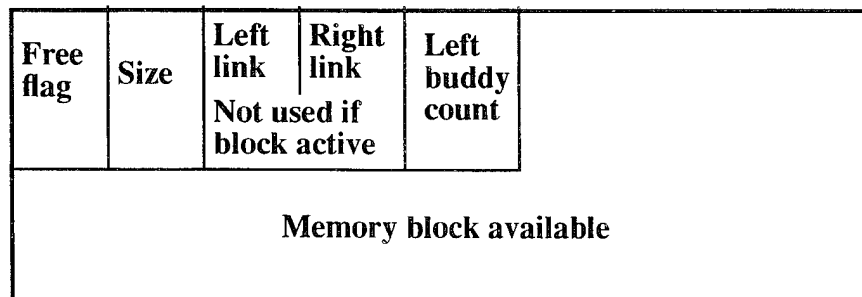 Free
flag
Size
Left
link
Right
link
Not used if
block active
Left
buddy
count
Memory block available